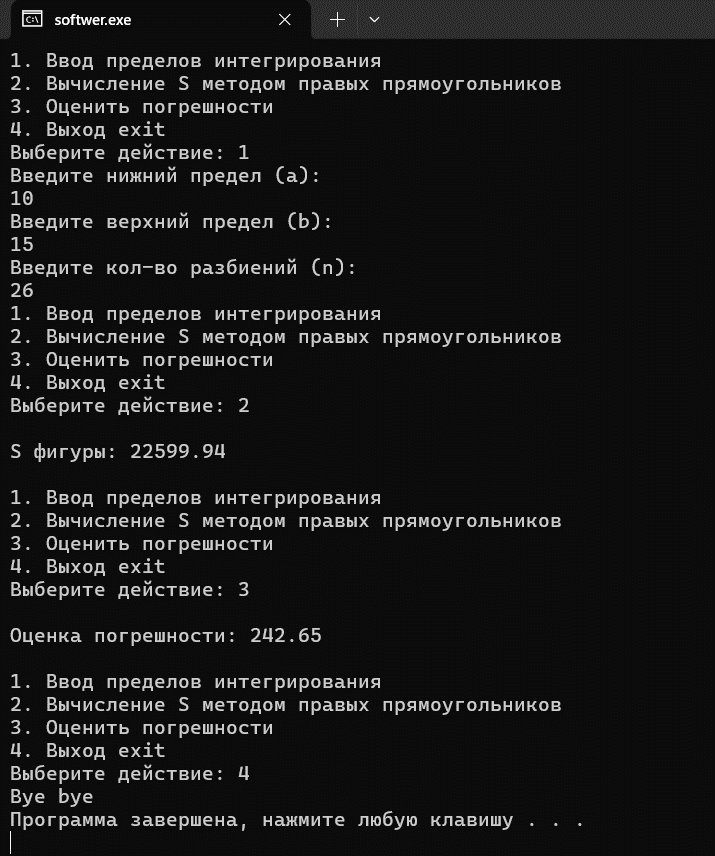 softwer.exe
1. Ввод пределов интегрирования
2. Вычисление S методом правых прямоугольников
3. Оценить погрешности
4. Выход exit
Выберите действие: 1
Введите нижний предел (a):
10
Введите верхний предел (b):
15
Введите кол-во разбиений (n):
26
1. Ввод пределов интегрирования
2. Вычисление S методом правых прямоугольников
3. Оценить погрешности
4. Выход exit
Выберите действие: 2
S фигуры: 22599.94
1. Ввод пределов интегрирования
2. Вычисление S методом правых прямоугольников
3. Оценить погрешности
4. Выход exit
Выберите действие: 3
Оценка погрешности: 242.65
1. Ввод пределов интегрирования
2. Вычисление S методом правых прямоугольников
3. Оценить погрешности
4. Выход exit
Выберите действие: 4
Bye bye
Программа завершена, нажмите любую клавишу . . .